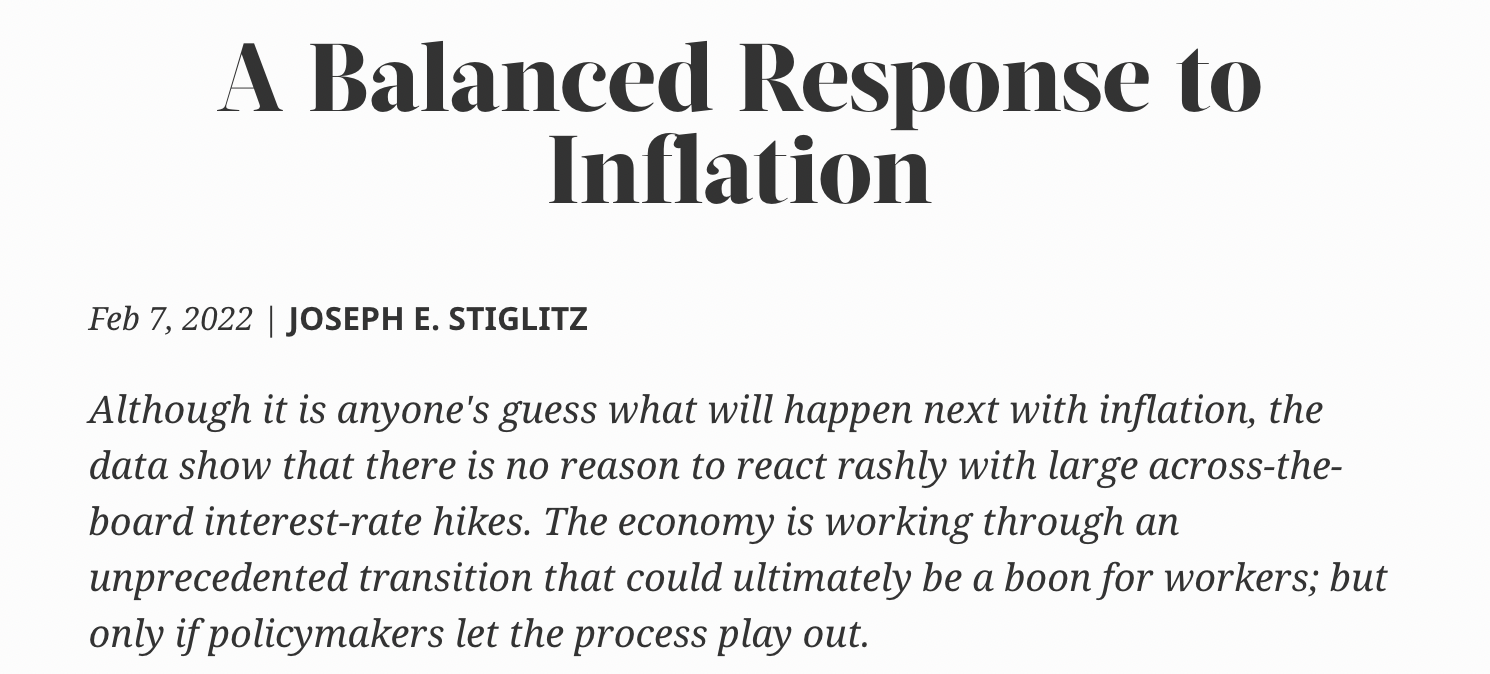 A Balanced Response to
Inflation
Feb 7, 2022 | JOSEPH E. STIGLITZ
Although it is anyone's guess what will happen next with inflation, the
data show that there is no reason to react rashly with large across-the-
board interest-rate hikes. The economy is working through an
unprecedented transition that could ultimately be a boon for workers; but
only if policymakers let the process play out.